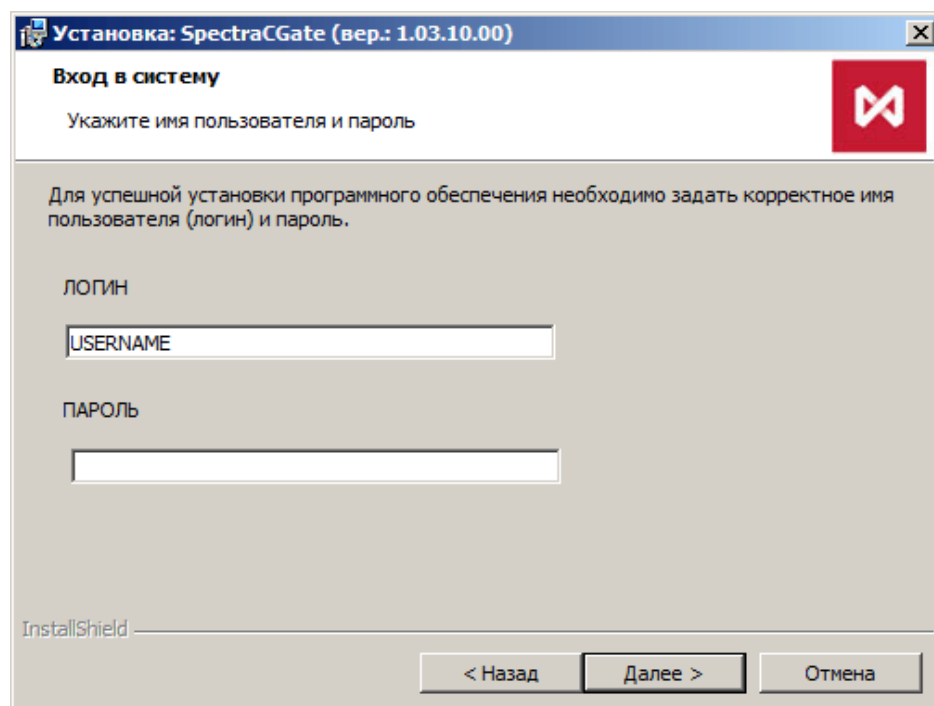 Установка: SpectraCGate (вер.: 1.03.10.00)
Вход в систему
Укажите имя пользователя и пароль
Для успешной установки программного обеспечения необходимо задать корректное имя
пользователя (логин) и пароль.
ЛОГИН
USERNAME
ПАРОЛЬ
InstallShield
< Назад
Далее >
Отмена